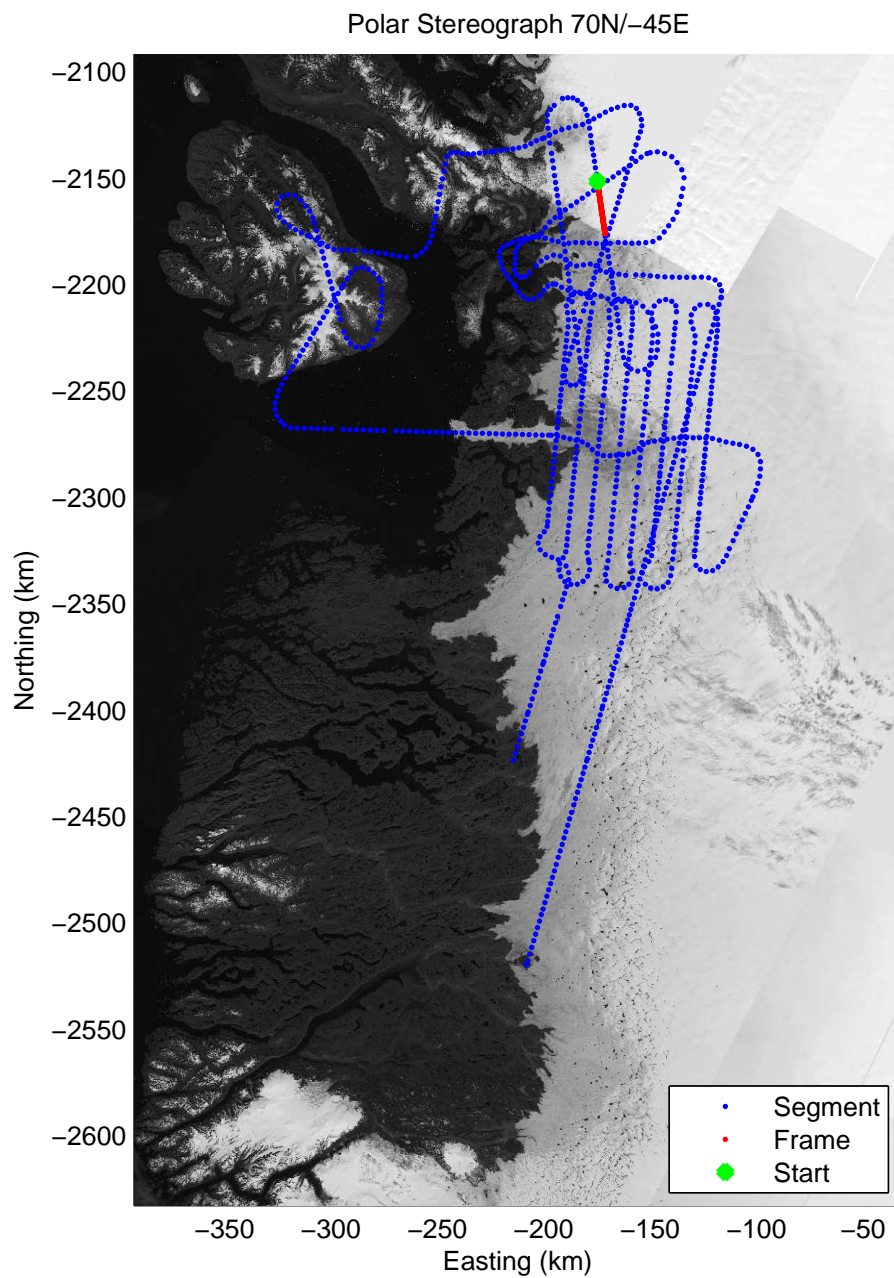 Polar Stereograph 70N/−45E
−2100
−2150
−2200
−2250
−2300
−2350
−2400
−2450
−2500
−2550
−2600
Northing (km)
Segment
Frame
Start
−350 −300 −250 −200 −150 −100 −50
Easting (km)